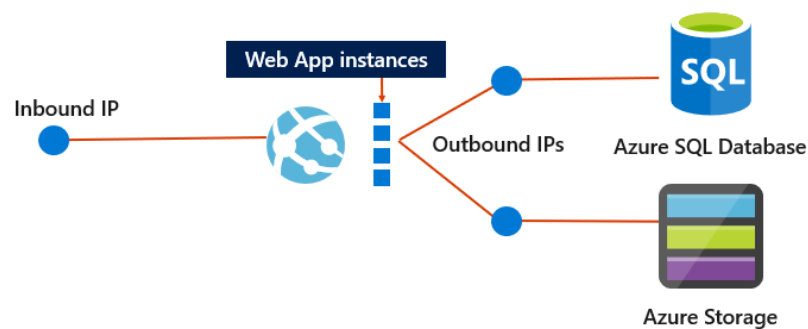 Web App instances
Inbound IP
SQL
Outbound IPs
Azure SQL Database
Azure Storage